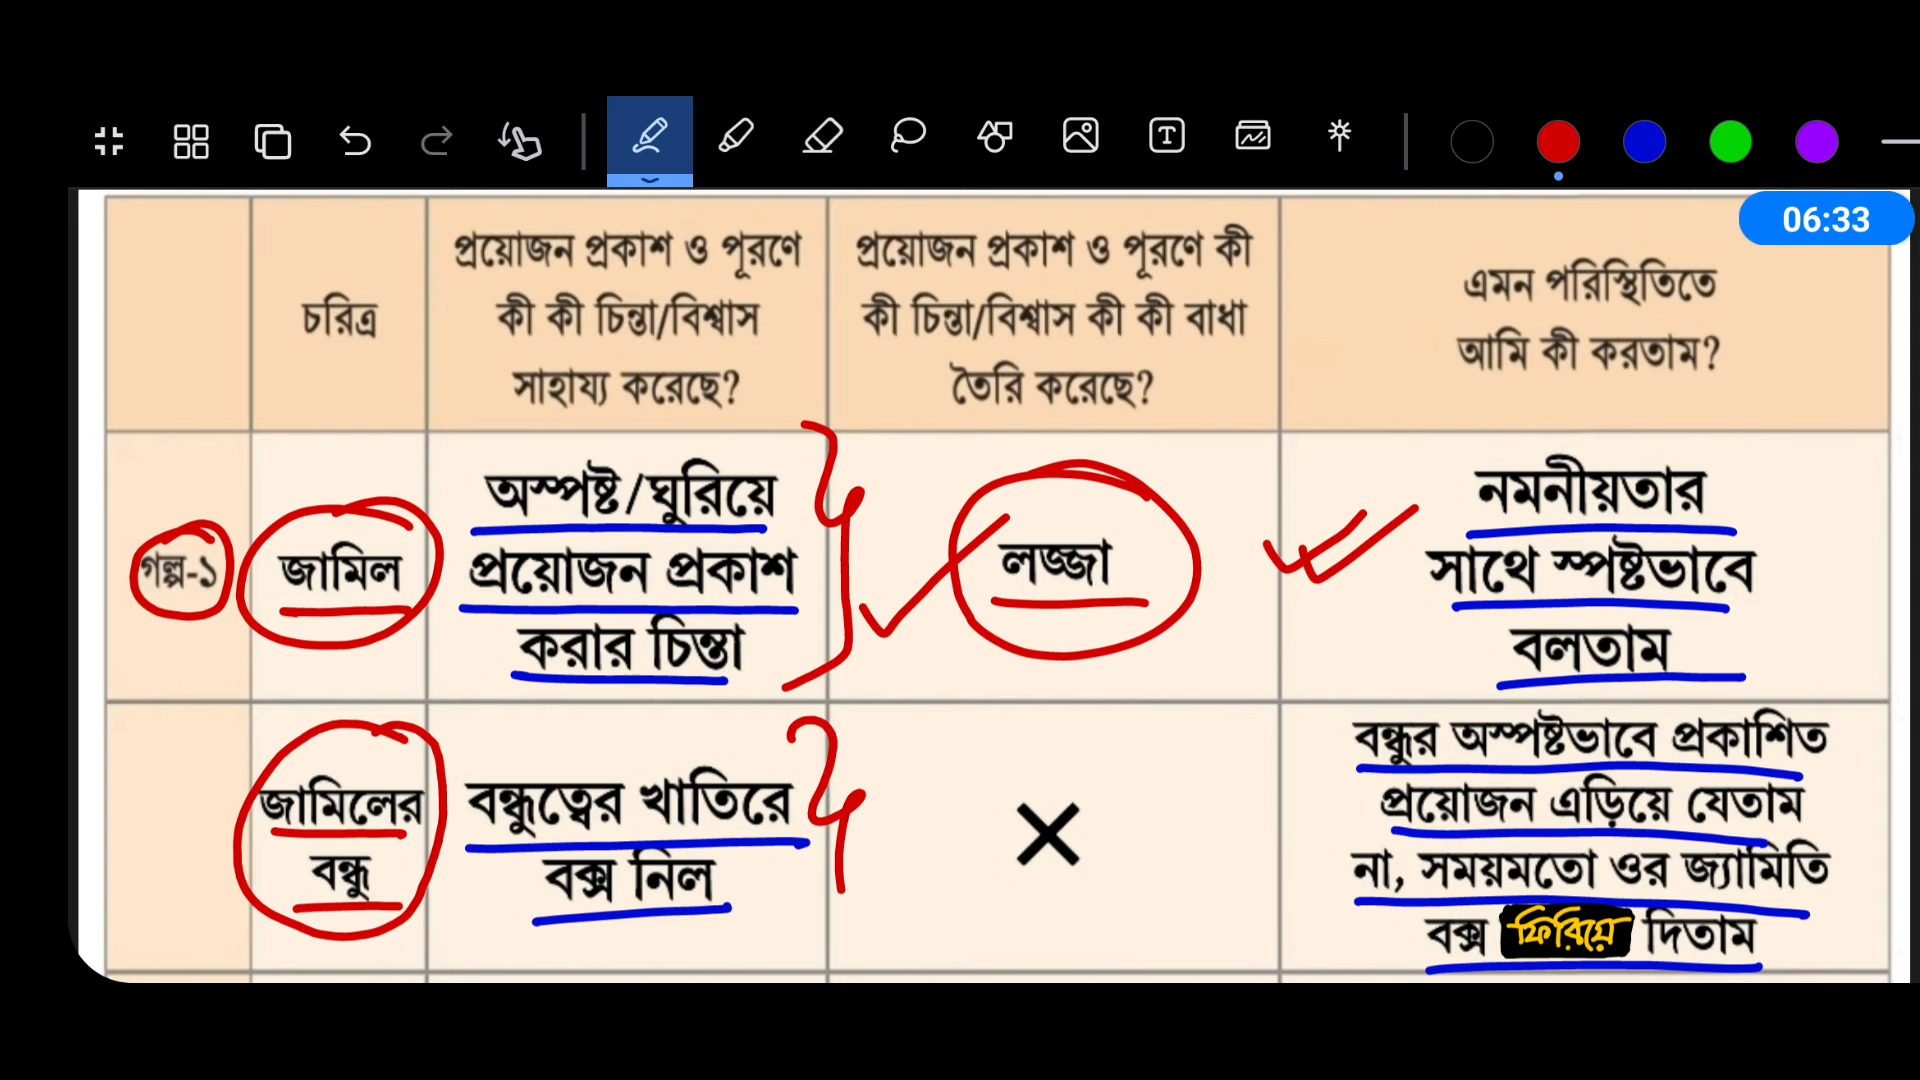 06:33
চরিত্র
প্রয়োজন প্রকাশ ও পূরণে
কী কী চিন্তা/বিশ্বাস
সাহায্য করেছে?
প্রয়োজন প্রকাশ ও পূরণে কী
কী চিন্তা/বিশ্বাস কী কী বাধা
তৈরি করেছে?
এমন পরিস্থিতিতে
আমি কী করতাম?
গল্প-১
জামিল
অস্পষ্ট/ঘুরিয়ে
প্রয়োজন প্রকাশ
করার চিন্তা
লজ্জা
নমনীয়তার
সাথে স্পষ্টভাবে
বলতাম
জামিলের
বন্ধু
বন্ধুত্বের খাতিরে
বক্স নিল
×
বন্ধুর অস্পষ্টভাবে প্রকাশিত
প্রয়োজন এড়িয়ে যেতাম
না, সময়মতো ওর জ্যামিতি
বক্স ফিরিয়ে দিতাম